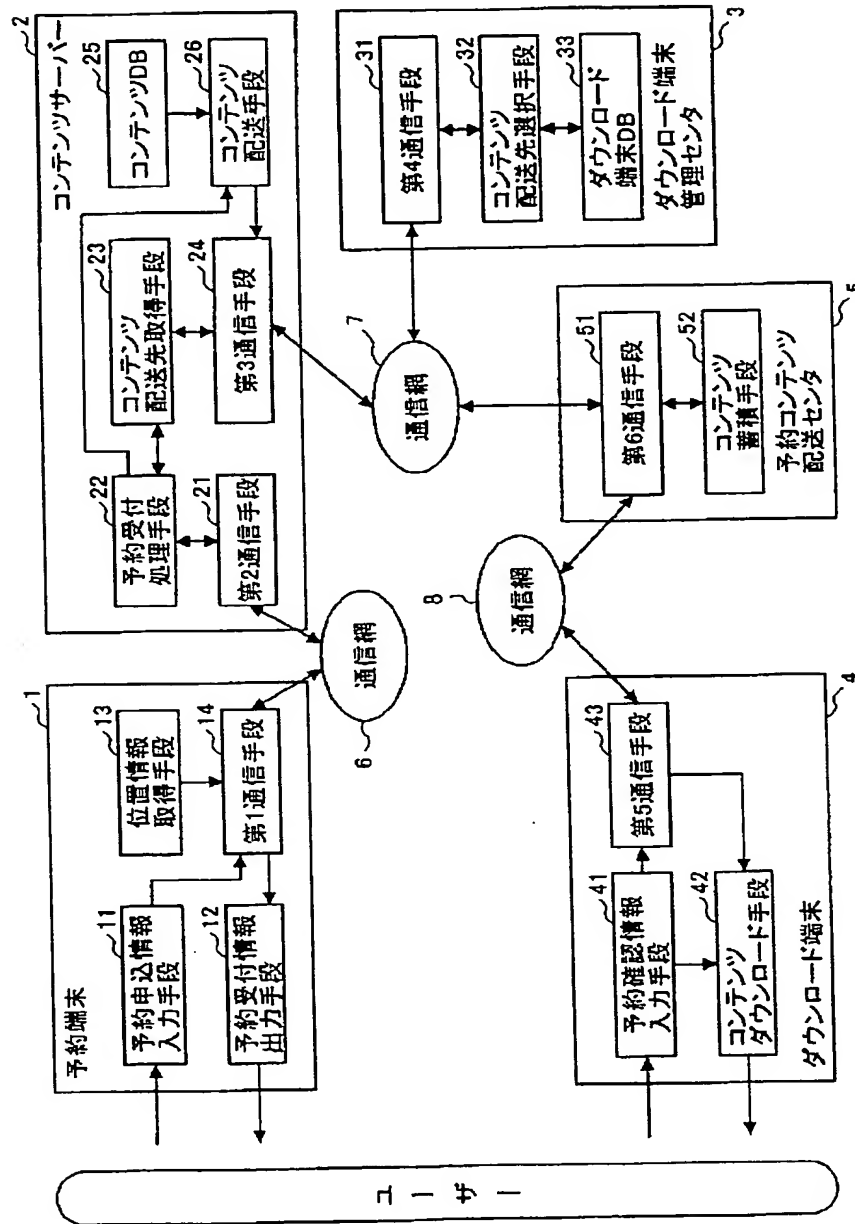 ユーザー
予約端末
1
11
予約申込情報
入力手段
12
予約受付情報
出力手段
13
位置情報
取得手段
14
第1通信手段
6
通信網
コンテンツサーバー
2
22
予約受付
処理手段
21
第2通信手段
23
コンテンツ
配送先取得手段
24
第3通信手段
25
コンテンツDB
26
コンテンツ
配送手段
7
通信網
31
第4通信手段
32
コンテンツ
配送先選択手段
33
ダウンロード
端末DB
ダウンロード端末
管理センタ
3
51
第6通信手段
52
コンテンツ
蓄積手段
予約コンテンツ
配送センタ
5
8
通信網
41
予約確認情報
入力手段
42
コンテンツ
ダウンロード手段
43
第5通信手段
ダウンロード端末
4